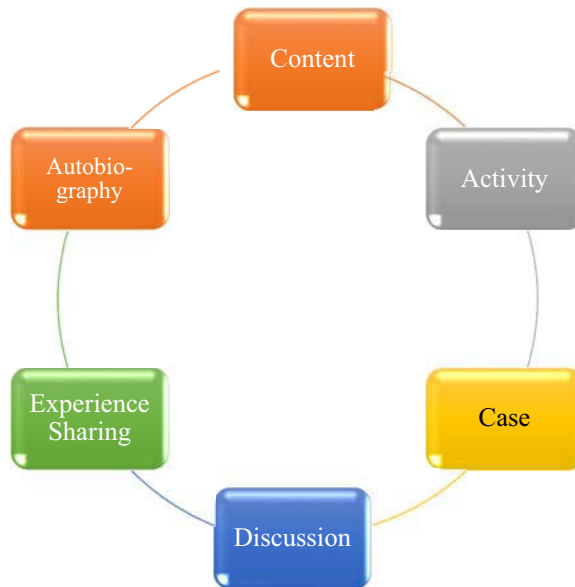 Content
Activity
Case
Discussion
Experience
Sharing
Autobio-
graphy